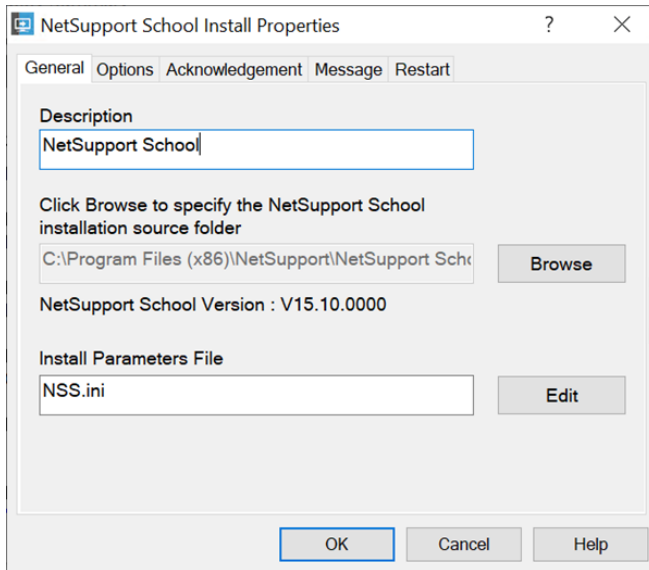 NetSupport School Install Properties
General Options Acknowledgement Message Restart
Description
NetSupport School
Click Browse to specify the NetSupport School
installation source folder
C:\Program Files (x86)\NetSupport\NetSupport Scho
Browse
NetSupport School Version : V15.10.0000
Install Parameters File
NSS.ini
Edit
OK Cancel Help